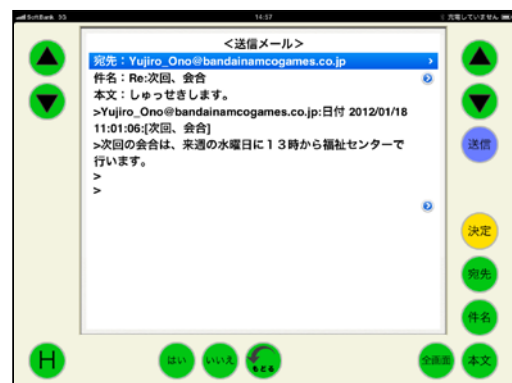 SoftBank 3G
14:57
充電していません
<送信メール>
宛先：Yujiro_Ono@bandainamcogames.co.jp
件名：Re:次回、会合
本文：しゅっせきします。
>Yujiro_Ono@bandainamcogames.co.jp:日付 2012/01/18
11:01:06:[次回、会合]
>次回の会合は、来週の水曜日に１３時から福祉センターで
行います。
>
>
送信
決定
宛先
件名
H
はい
いいえ
もどる
全画面
本文